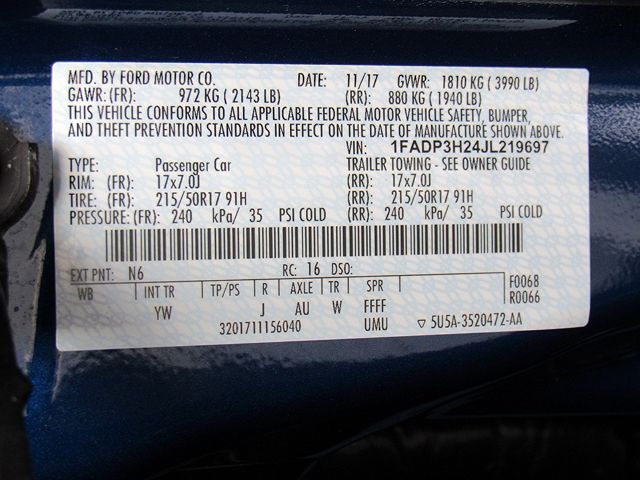 MFD. BY FORD MOTOR CO. DATE: 11/17 GVWR: 1810 KG ( 3990 LB)
GAWR: (FR): 972 KG ( 2143 LB) (RR): 880 KG ( 1940 LB)
THIS VEHICLE CONFORMS TO ALL APPLICABLE FEDERAL MOTOR VEHICLE SAFETY, BUMPER,
AND THEFT PREVENTION STANDARDS IN EFFECT ON THE DATE OF MANUFACTURE SHOWN ABOVE.
VIN: 1FADP3H24JL219697
TYPE: Passenger Car TRAILER TOWING - SEE OWNER GUIDE
RIM: (FR): 17x7.0J (RR): 17x7.0J
TIRE: (FR): 215/50R17 91H (RR): 215/50R17 91H
PRESSURE: (FR): 240 kPa/ 35 PSI COLD (RR): 240 kPa/ 35 PSI COLD
EXT PNT: N6 RC: 16 DSO:
WB INT TR TP/PS R AXLE TR SPR F0068
YW J AU W FFFF R0066
3201711156040 UMU ▽ 5U5A-3520472-AA